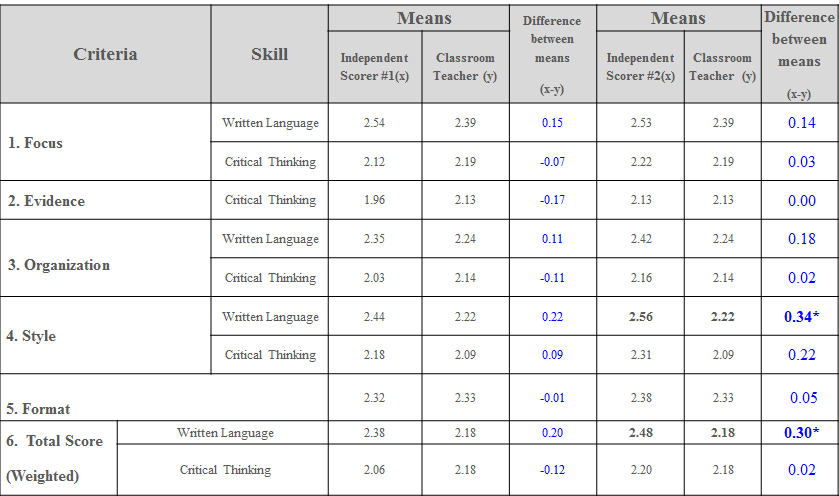 Criteria Skill Means Difference between means (x-y) Means Difference between means (x-y)
Independent Scorer #1(x) Classroom Teacher (y) Independent Scorer #2(x) Classroom Teacher (y)
1. Focus
Written Language 2.54 2.39 0.15 2.53 2.39 0.14
Critical Thinking 2.12 2.19 -0.07 2.22 2.19 0.03
2. Evidence Critical Thinking 1.96 2.13 -0.17 2.13 2.13 0.00
3. Organization
Written Language 2.35 2.24 0.11 2.42 2.24 0.18
Critical Thinking 2.03 2.14 -0.11 2.16 2.14 0.02
4. Style
Written Language 2.44 2.22 0.22 2.56 2.22 0.34*
Critical Thinking 2.18 2.09 0.09 2.31 2.09 0.22
5. Format 2.32 2.33 -0.01 2.38 2.33 0.05
6. Total Score (Weighted)
Written Language 2.38 2.18 0.20 2.48 2.18 0.30*
Critical Thinking 2.06 2.18 -0.12 2.20 2.18 0.02